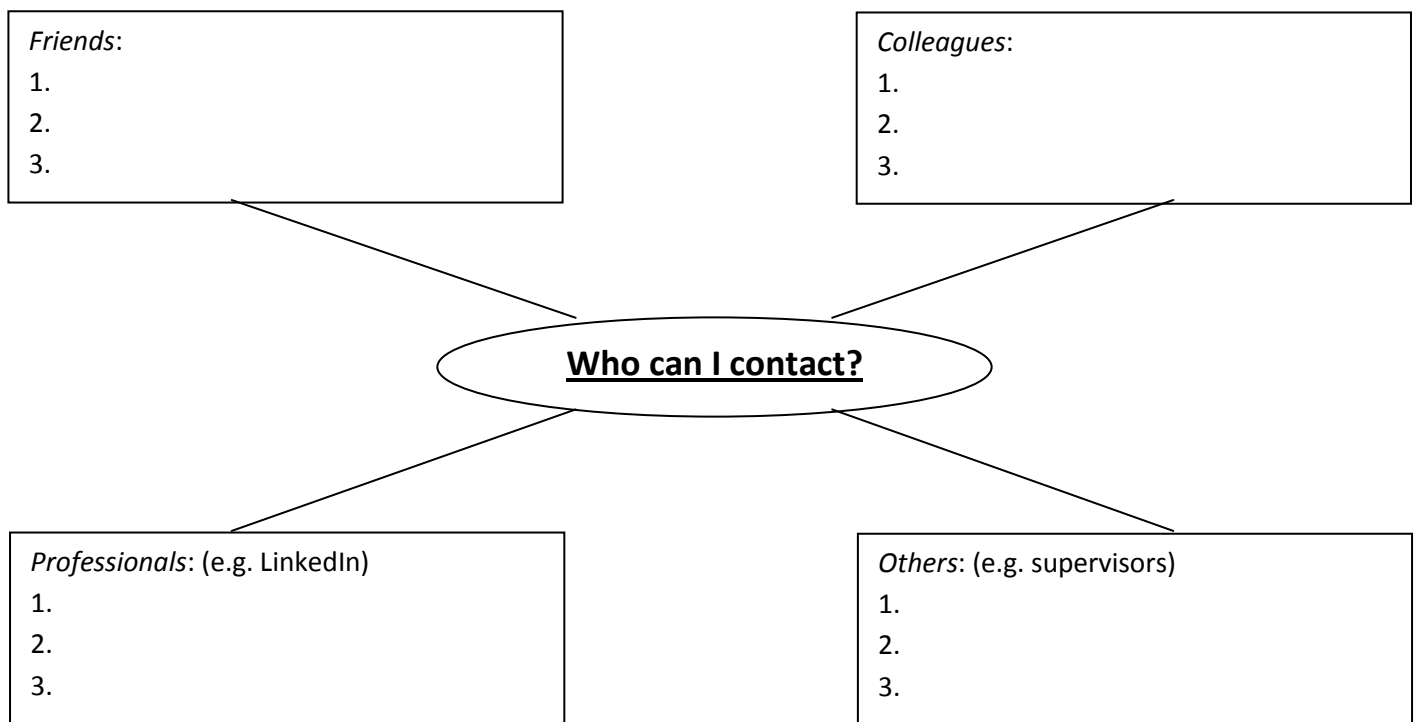 Friends:
1.
2.
3.
Colleagues:
1.
2.
3.
Who can I contact?
Professionals: (e.g. LinkedIn)
1.
2.
3.
Others: (e.g. supervisors)
1.
2.
3.